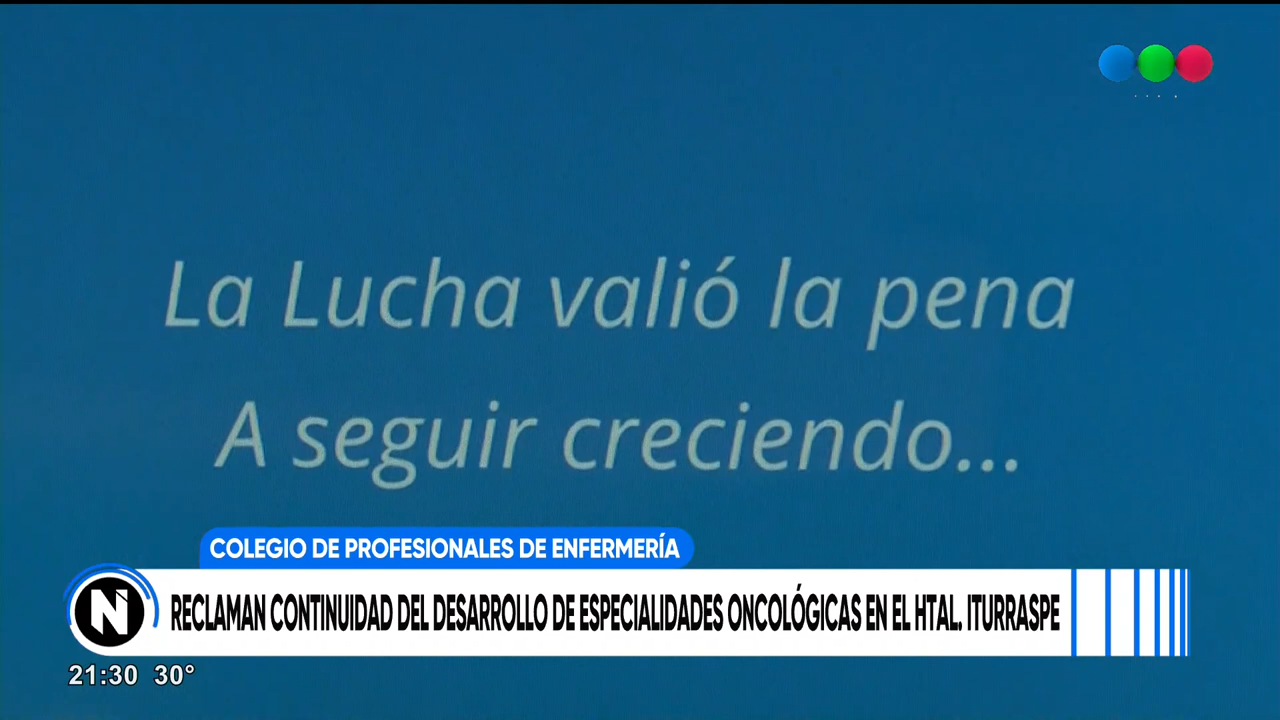 La Lucha valió la pena
A seguir creciendo...
COLEGIO DE PROFESIONALES DE ENFERMERÍA
N
RECLAMAN CONTINUIDAD DEL DESARROLLO DE ESPECIALIDADES ONCOLÓGICAS EN EL HTAL. ITURRASPE
21:30 30°